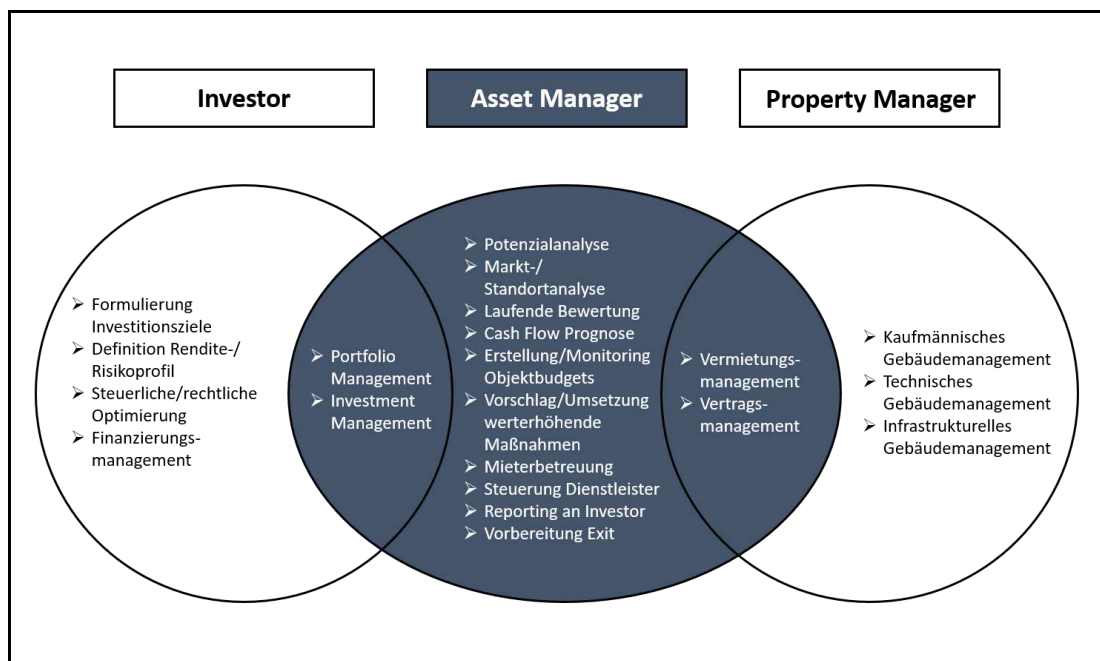 Investor
Asset Manager
Property Manager
➢ Formulierung
Investitionsziele
➢ Definition Rendite-/
Risikoprofil
➢ Steuerliche/rechtliche
Optimierung
➢ Finanzierungs-
management
➢ Portfolio
Management
➢ Investment
Management
➢ Potenzialanalyse
➢ Markt-/
Standortanalyse
➢ Laufende Bewertung
➢ Cash Flow Prognose
➢ Erstellung/Monitoring
Objektbudgets
➢ Vorschlag/Umsetzung
werterhöhende
Maßnahmen
➢ Mieterbetreuung
➢ Steuerung Dienstleister
➢ Reporting an Investor
➢ Vorbereitung Exit
➢ Vermietungs-
management
➢ Vertrags-
management
➢ Kaufmännisches
Gebäudemanagement
➢ Technisches
Gebäudemanagement
➢ Infrastrukturelles
Gebäudemanagement